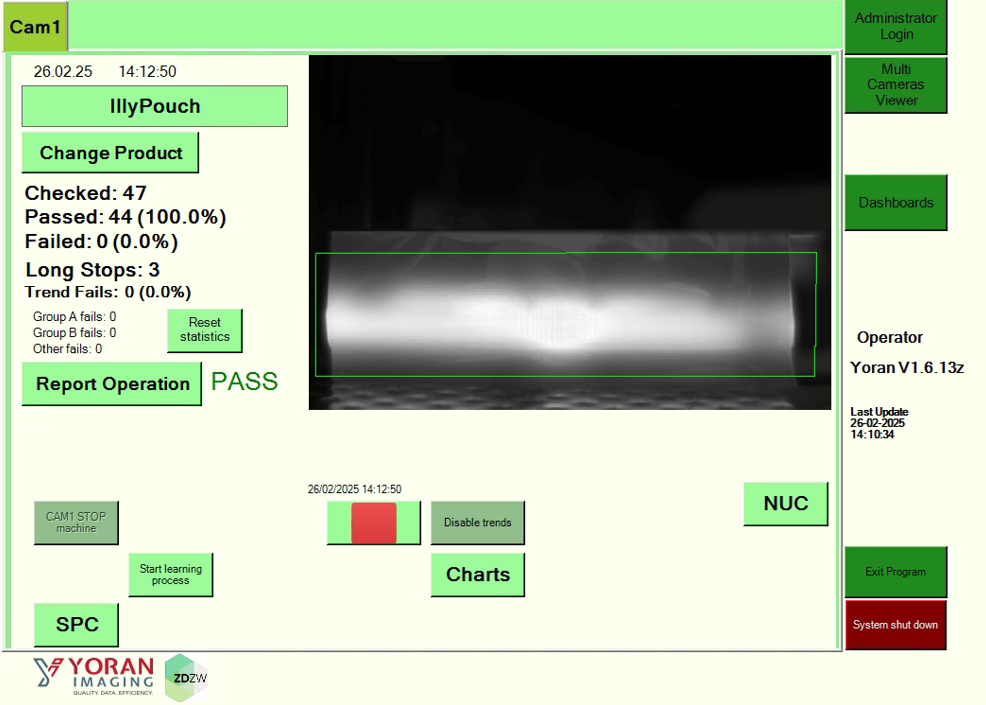 Cam1
Administrator
Login
26.02.25 14:12:50
Multi
Cameras
Viewer
IllyPouch
Change Product
Checked: 47
Passed: 44 (100.0%)
Failed: 0 (0.0%)
Long Stops: 3
Trend Fails: 0 (0.0%)
Group A fails: 0
Group B fails: 0
Other fails: 0
Reset
statistics
Report Operation
PASS
Dashboards
Operator
Yoran V1.6.13z
Last Update
26-02-2025
14:10:34
26/02/2025 14:12:50
CAM1 STOP
machine
Disable trends
NUC
Start learning
process
Charts
SPC
Exit Program
System shut down
YORAN
IMAGING
QUALITY. DATA. EFFICIENCY.
ZDZW